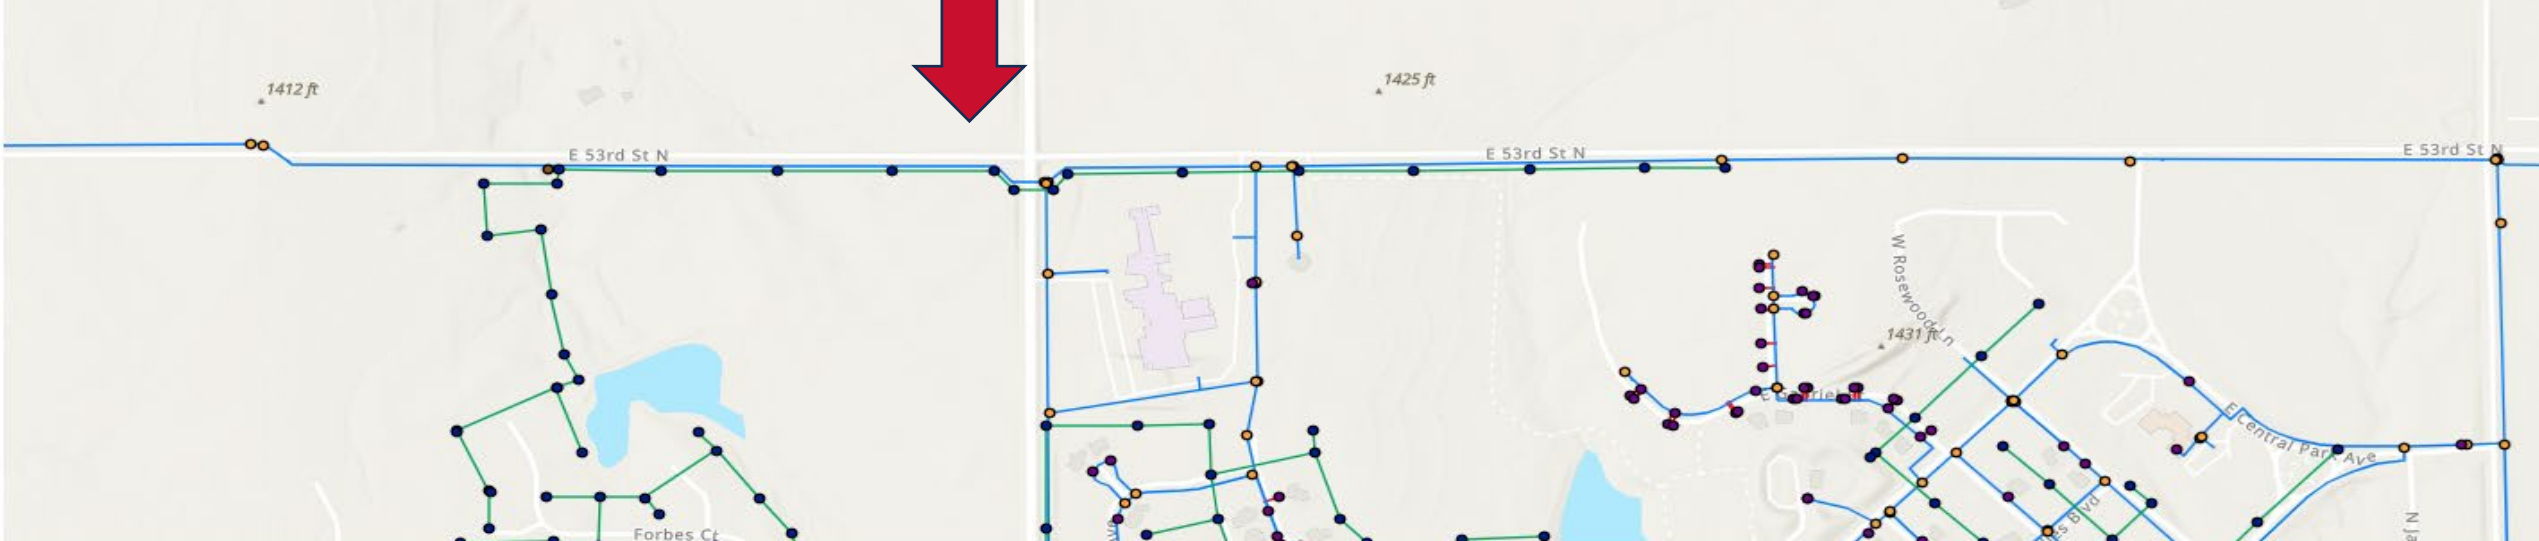 1425 ft
1412 ft
E 53rd St N
E 53rd St N
E 53rd St N
W Rosewood Ln
1431 ft
E Central Park Ave
Forbes Ct